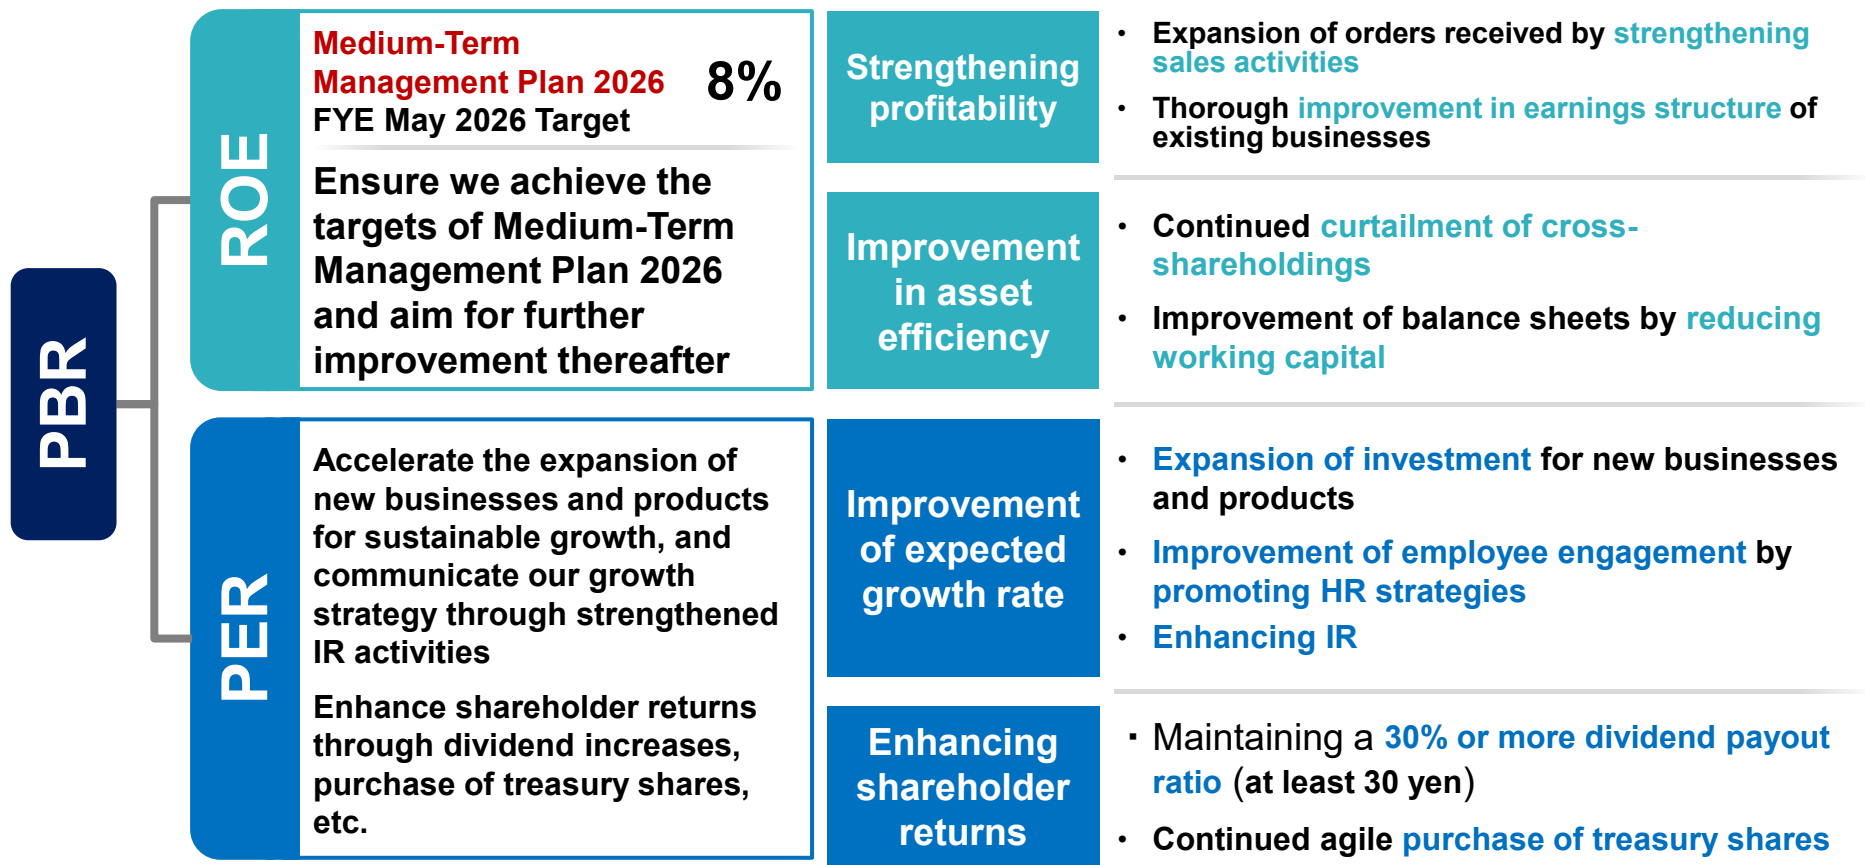 PBR
ROE
Medium-Term
Management Plan 2026
FYE May 2026 Target
8%
Ensure we achieve the
targets of Medium-Term
Management Plan 2026
and aim for further
improvement thereafter
Strengthening
profitability
• Expansion of orders received by strengthening
sales activities
• Thorough improvement in earnings structure of
existing businesses
Improvement
in asset
efficiency
• Continued curtailment of cross-
shareholdings
• Improvement of balance sheets by reducing
working capital
PER
Accelerate the expansion of
new businesses and products
for sustainable growth, and
communicate our growth
strategy through strengthened
IR activities
Enhance shareholder returns
through dividend increases,
purchase of treasury shares,
etc.
Improvement
of expected
growth rate
• Expansion of investment for new businesses
and products
• Improvement of employee engagement by
promoting HR strategies
• Enhancing IR
Enhancing
shareholder
returns
▪ Maintaining a 30% or more dividend payout
ratio (at least 30 yen)
• Continued agile purchase of treasury shares